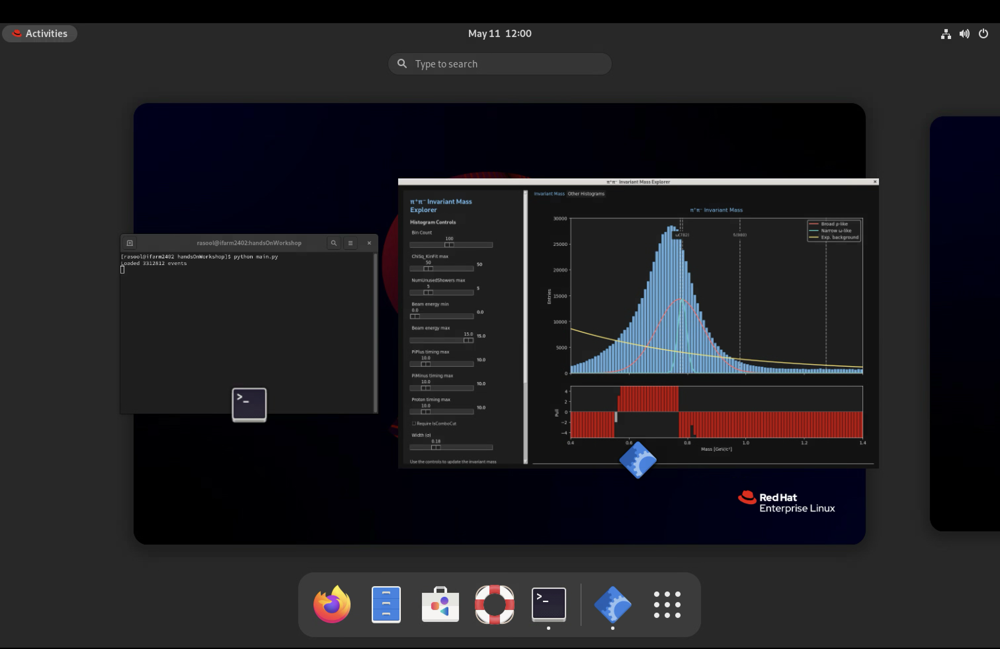 Activities
May 11 12:00
Type to search
rasool@ifarm2402:handsOnWorkshop
[rasool@ifarm2402 handsOnWorkshop]$ python main.py
Loaded 3312812 events
>_
π⁺π⁻ Invariant Mass Explorer
π⁺π⁻ Invariant Mass
Explorer
Histogram Controls
Bin Count
100
ChiSq_KinFit max
50
50
NumUnusedShowers max
5
5
Beam energy min
0.0
0.0
Beam energy max
15.0
15.0
PiPlus timing max
10.0
10.0
PiMinus timing max
10.0
10.0
Proton timing max
10.0
10.0
Require IsComboCut
Width (σ)
0.18
Use the controls to update the invariant mass
Invariant Mass Other Histograms
π⁺π⁻ Invariant Mass
30000
25000
20000
15000
10000
5000
0
Entries
ω(782)
f₀(980)
Broad ρ-like
Narrow ω-like
Exp. background
4
2
0
−2
−4
Pull
0.4 0.6 0.8 1.0 1.2 1.4
Mass [GeV/c²]
Red Hat
Enterprise Linux
>_